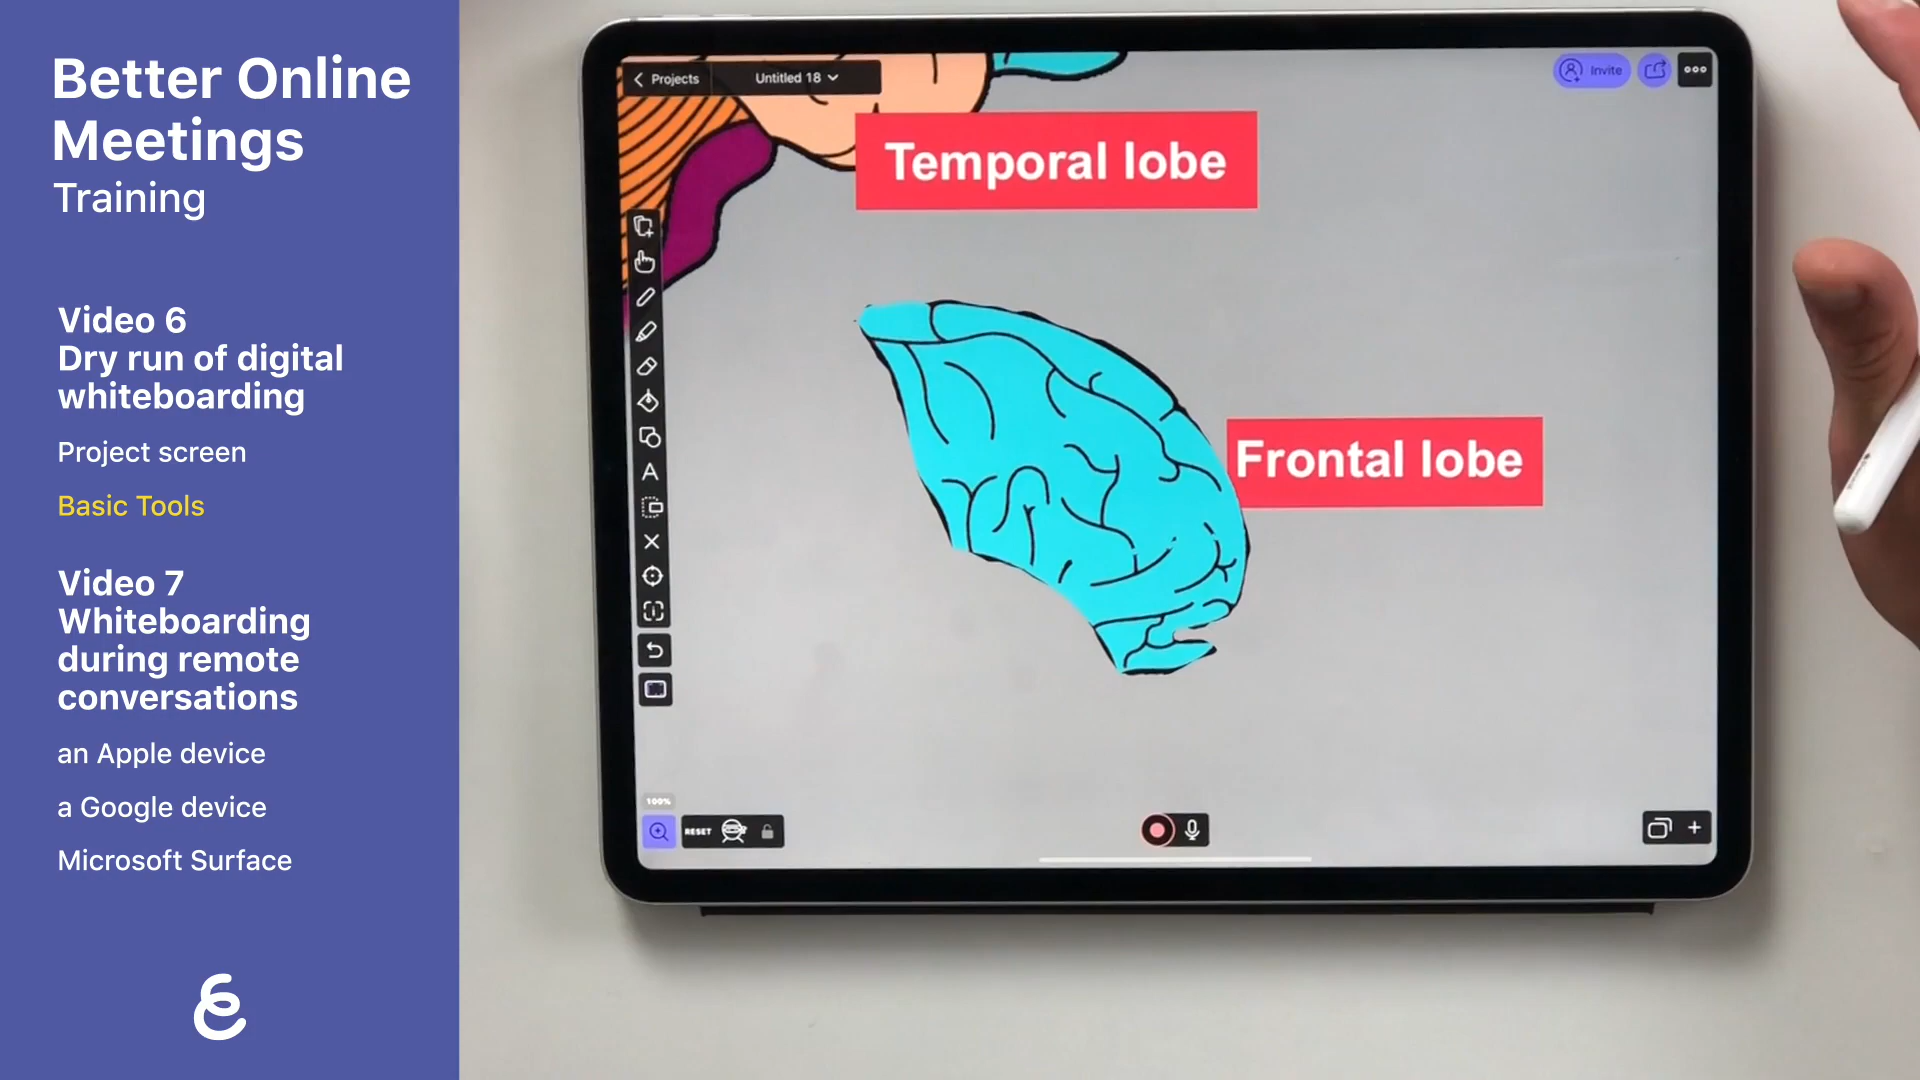 Better Online
Meetings
Training
Video 6
Dry run of digital
whiteboarding
Project screen
Basic Tools
Video 7
Whiteboarding
during remote
conversations
an Apple device
a Google device
Microsoft Surface
Projects
Untitled 18
Invite
Temporal lobe
Frontal lobe
A
100%
RESET